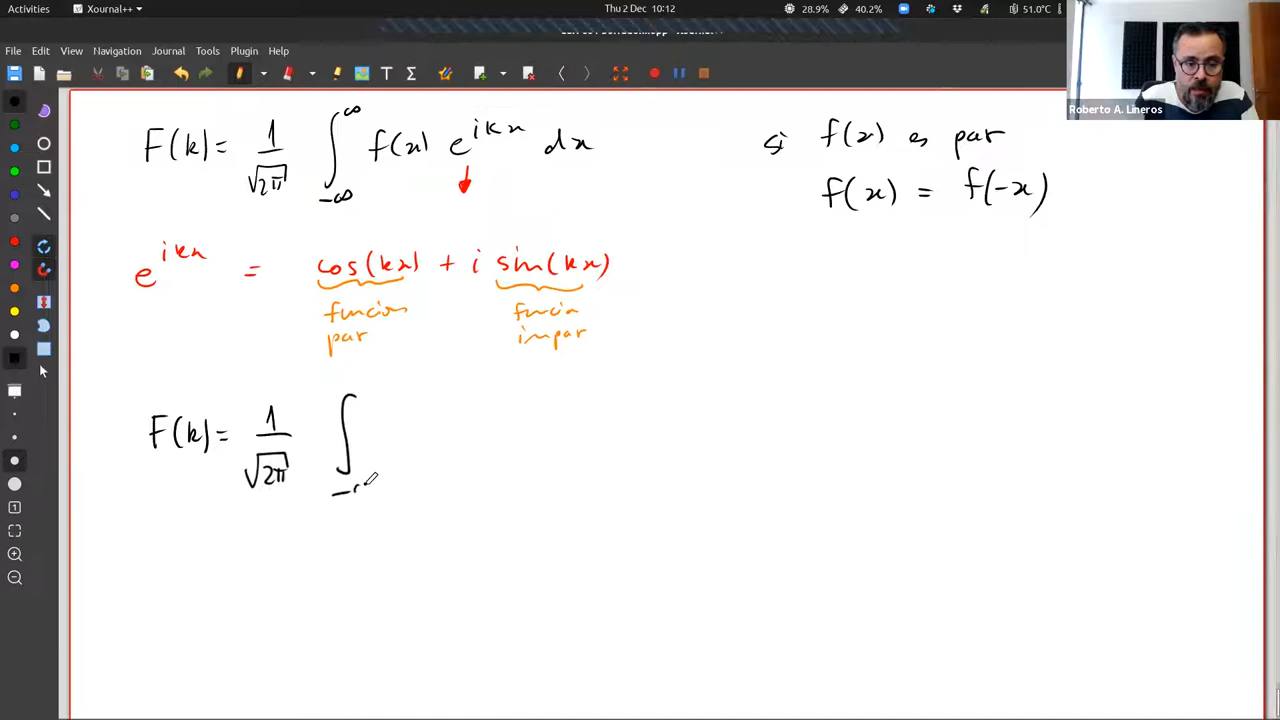 Activities
Xournal++
Thu 2 Dec 10:12
28.9%
40.2%
51.0°C
File Edit View Navigation Journal Tools Plugin Help
Roberto A. Lineros
F(k) = 1/√2π ∫_{-∞}^{∞} f(x) e^{ikx} dx
si f(x) es par
f(x) = f(-x)
e^{ikx} = cos(kx) + i sin(kx)
funcion par
funcia impar
F(k) = 1/√2π ∫